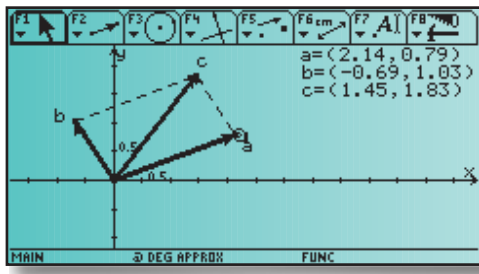 F1 F2 F3 F4 F5 F6 cm F7 A F8
y
a=(2.14,0.79)
b=(-0.69,1.03)
c=(1.45,1.83)
c
b
a
0.5
0.5
x
MAIN DEG APPROX FUNC